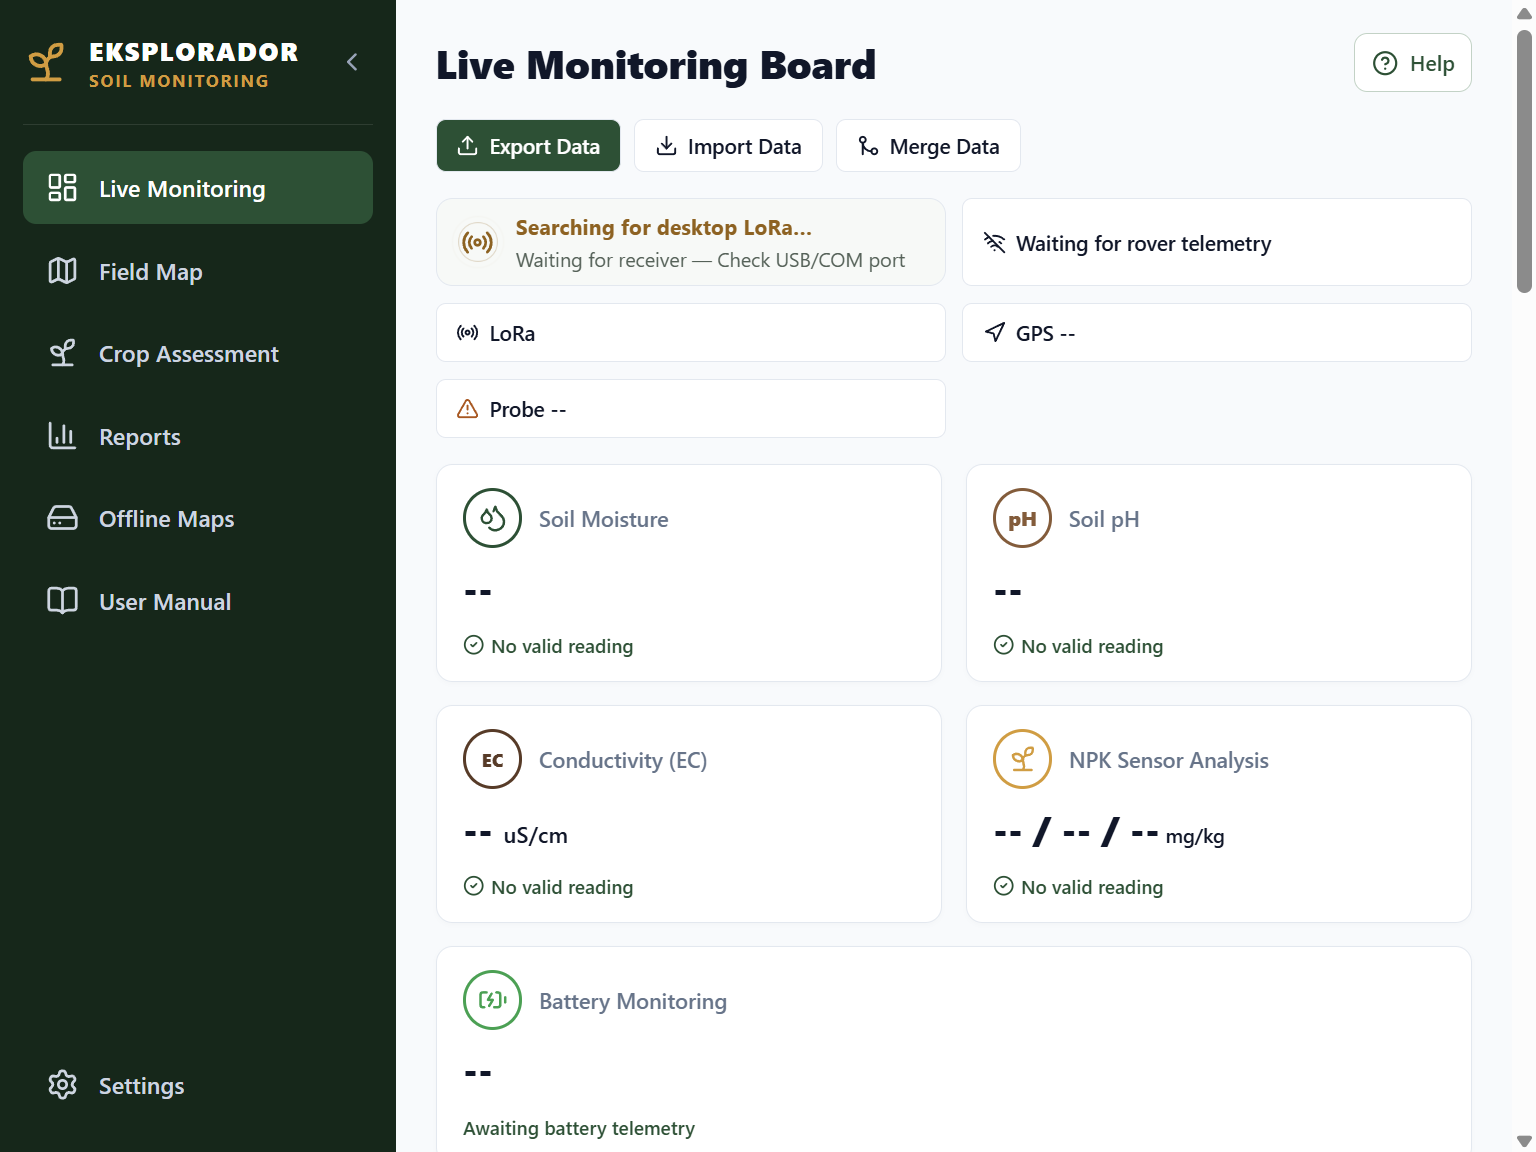 EKSPLORADOR
SOIL MONITORING
Live Monitoring
Field Map
Crop Assessment
Reports
Offline Maps
User Manual
Settings
Live Monitoring Board
Help
Export Data
Import Data
Merge Data
Searching for desktop LoRa...
Waiting for receiver — Check USB/COM port
Waiting for rover telemetry
LoRa
GPS --
Probe --
Soil Moisture
--
No valid reading
pH
Soil pH
--
No valid reading
EC
Conductivity (EC)
-- uS/cm
No valid reading
NPK Sensor Analysis
-- / -- / -- mg/kg
No valid reading
Battery Monitoring
--
Awaiting battery telemetry